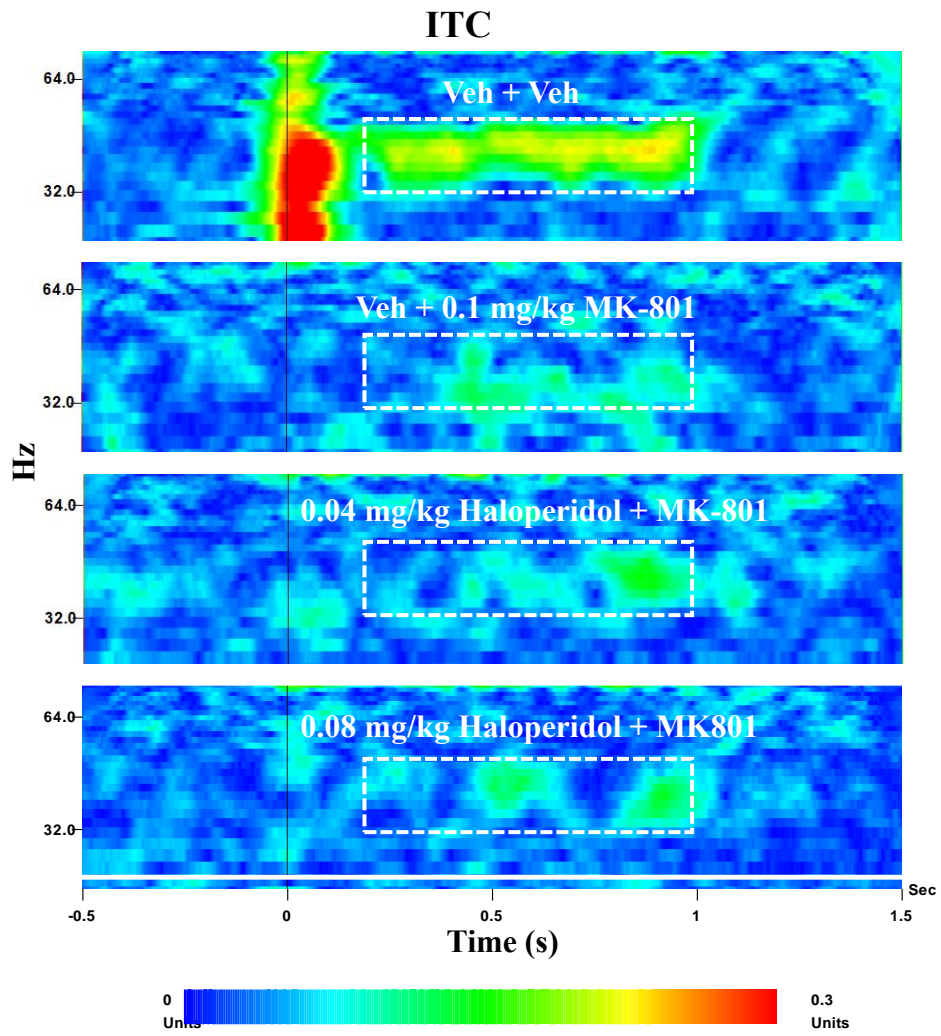 ITC
64.0
Veh + Veh
32.0
64.0
Veh + 0.1 mg/kg MK-801
32.0
Hz
64.0
0.04 mg/kg Haloperidol + MK-801
32.0
64.0
0.08 mg/kg Haloperidol + MK801
32.0
Sec
-0.5 0 0.5 1 1.5
Time (s)
0 0.3
Units Units